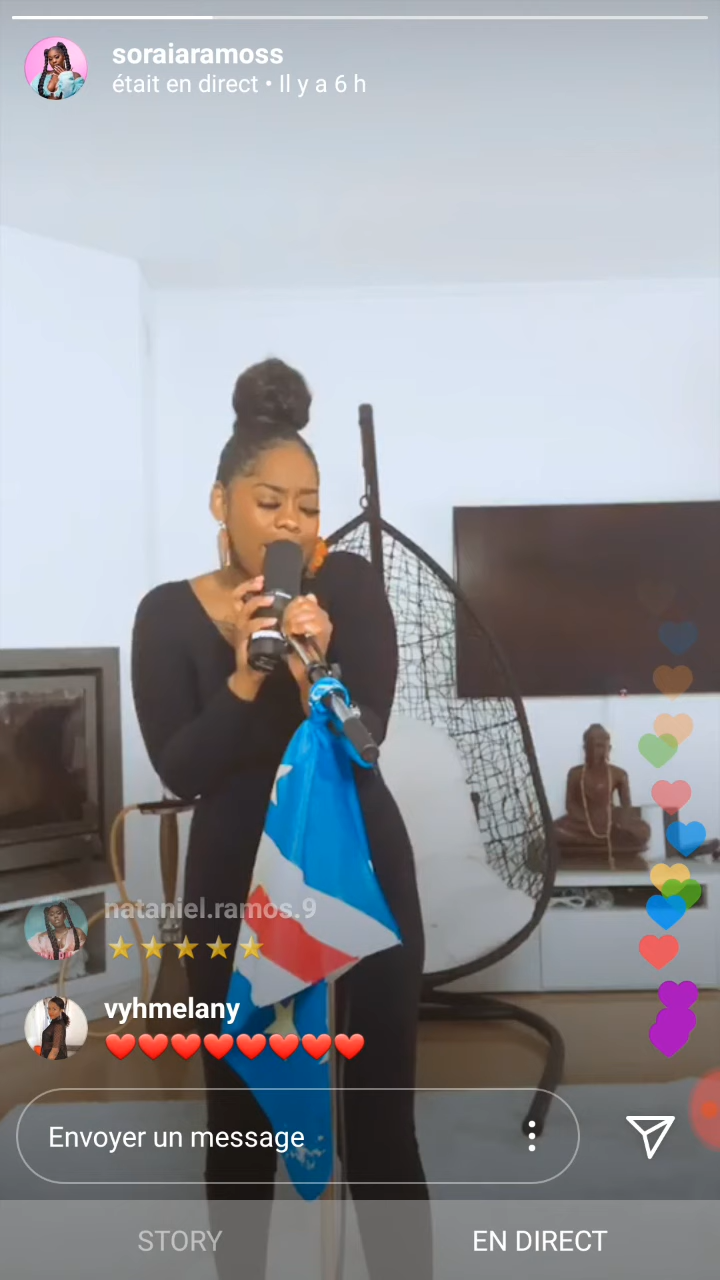 soraiaramoss
était en direct • Il y a 6 h
nataniel.ramos.9
vyhmelany
Envoyer un message
STORY
EN DIRECT